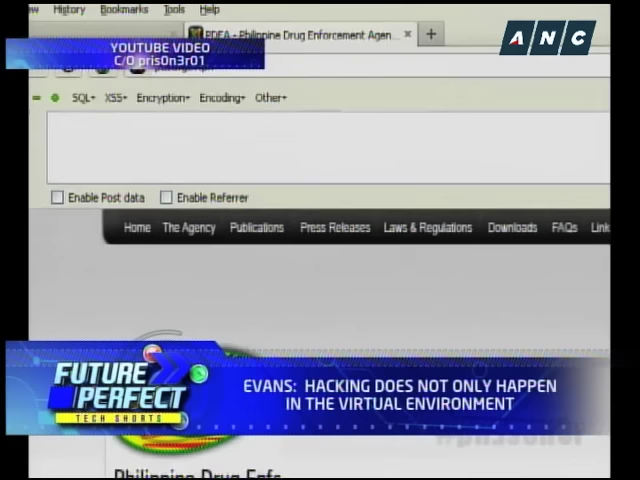 History Bookmarks Tools Help
PDEA - Philippine Drug Enforcement Agen...
ANC
YOUTUBE VIDEO
C/O pris0n3r01
SQL- XSS- Encryption- Encoding- Other-
Enable Post data Enable Referrer
Home The Agency Publications Press Releases Laws & Regulations Downloads FAQs Link
FUTURE PERFECT
TECH SHORTS
EVANS: HACKING DOES NOT ONLY HAPPEN
IN THE VIRTUAL ENVIRONMENT
Philippine Drug